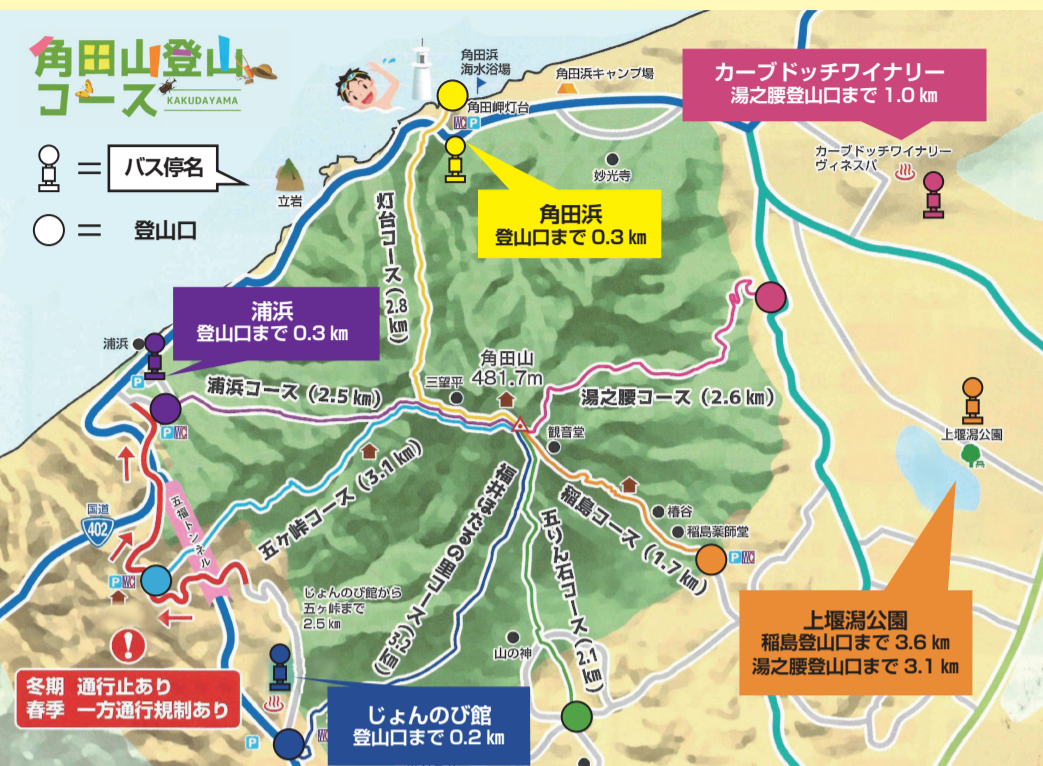 角田山登山
コース
KAKUDAYAMA
= バス停名
= 登山口
立岩
角田浜
海水浴場
角田岬灯台
WC P
角田浜キャンプ場
妙光寺
カーブドッチワイナリー
湯之腰登山口まで 1.0 km
カーブドッチワイナリー
ヴィネスパ
角田浜
登山口まで 0.3 km
灯台コース(2.8km)
浦浜
登山口まで 0.3 km
浦浜
P
P WC
浦浜コース(2.5km)
三望平
角田山
481.7m
湯之腰コース(2.6 km)
観音堂
五ヶ峠コース(3.1 km)
福井ほたるの里コース(3.2km)
五りん石コース(2.1km)
稲島コース(1.7 km)
椿谷
稲島薬師堂
P WC
上堰潟公園
国道
402
五福トンネル
P WC
じょんのび館から
五ヶ峠まで
2.5 km
山の神
上堰潟公園
稲島登山口まで 3.6 km
湯之腰登山口まで 3.1 km
!
冬期 通行止あり
春季 一方通行規制あり
じょんのび館
登山口まで 0.2 km
P